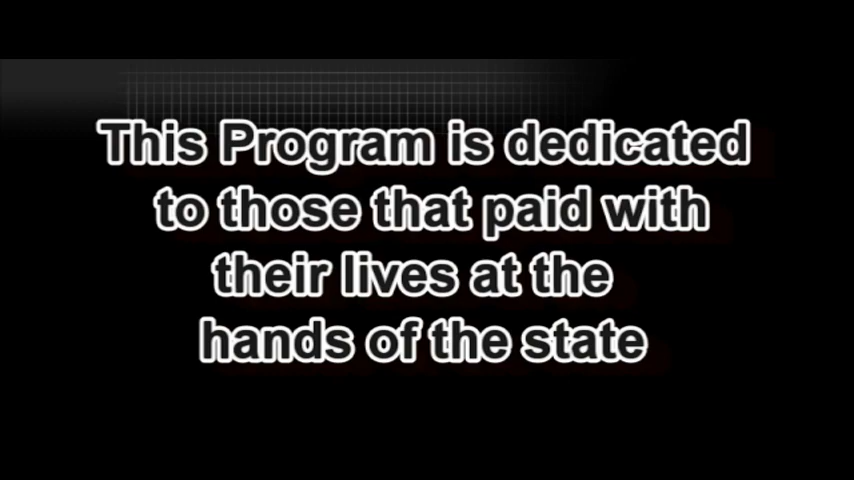 This Program is dedicated
to those that paid with
their lives at the
hands of the state